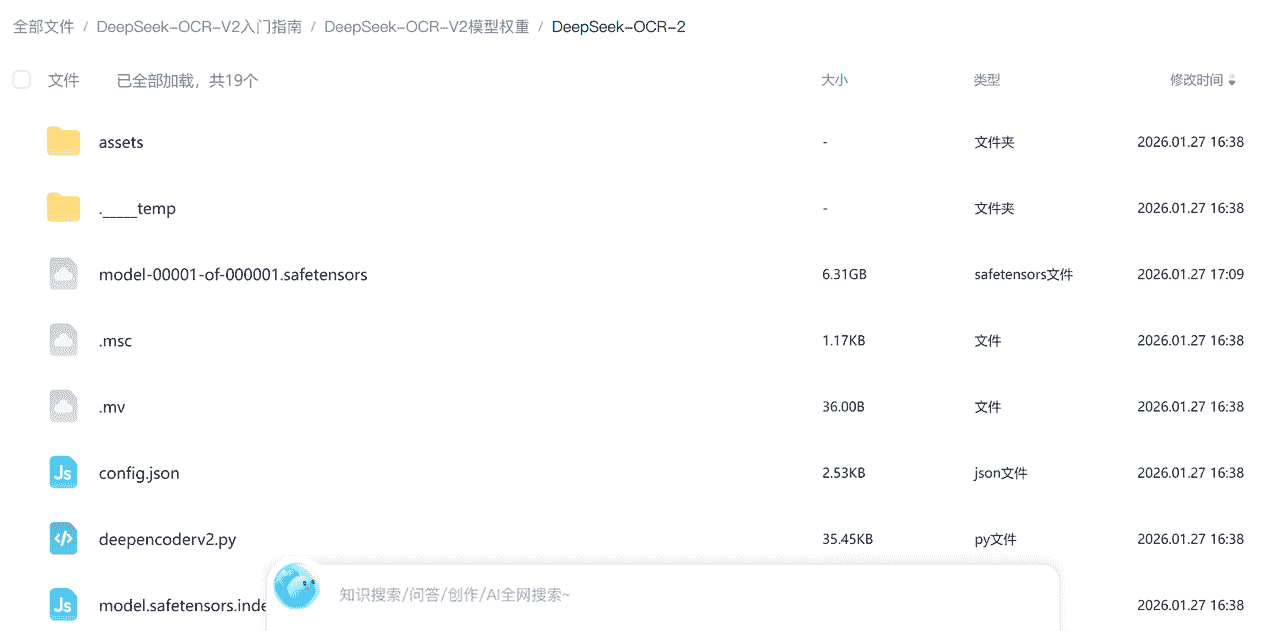 全部文件 / DeepSeek-OCR-V2入门指南 / DeepSeek-OCR-V2模型权重 / DeepSeek-OCR-2
文件 已全部加载，共19个 大小 类型 修改时间
assets - 文件夹 2026.01.27 16:38
._____temp - 文件夹 2026.01.27 16:38
model-00001-of-000001.safetensors 6.31GB safetensors文件 2026.01.27 17:09
.msc 1.17KB 文件 2026.01.27 16:38
.mv 36.00B 文件 2026.01.27 16:38
Js config.json 2.53KB json文件 2026.01.27 16:38
</> deepencoderv2.py 35.45KB py文件 2026.01.27 16:38
Js model.safetensors.inde 2026.01.27 16:38
知识搜索/问答/创作/AI全网搜索~